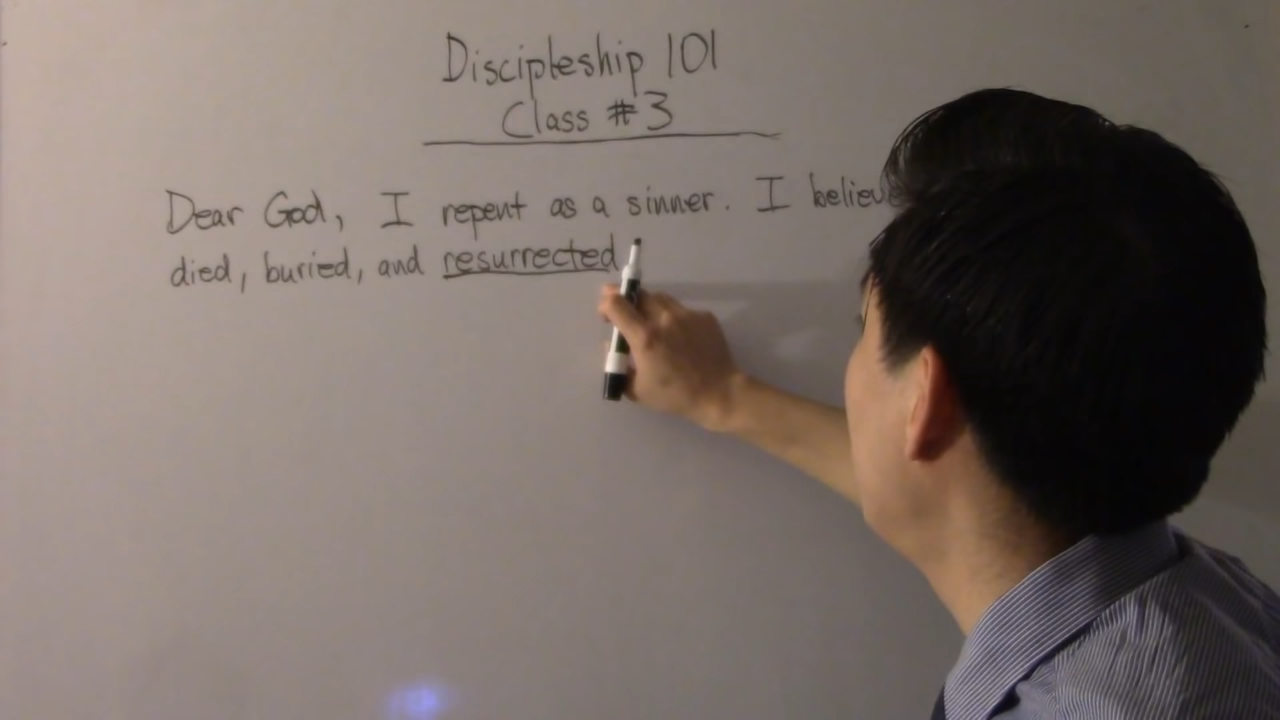 Discipleship 101
Class #3
Dear God, I repent as a sinner. I believe
died, buried, and resurrected